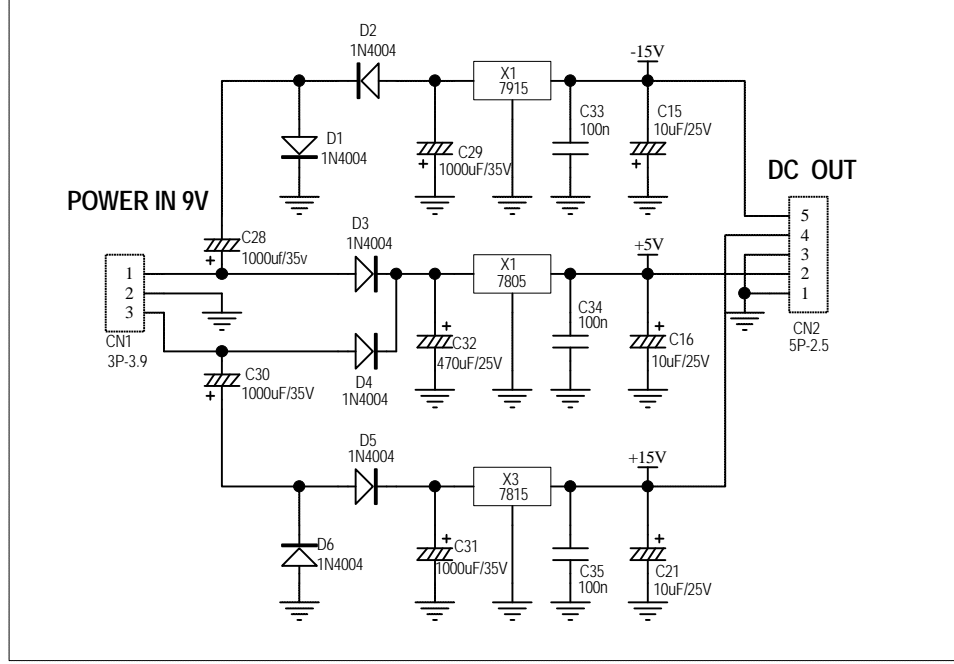 D2
1N4004
X1
7915
-15V
C33
100n
C15
10uF/25V
D1
1N4004
C29
1000uF/35V
+
+
DC OUT
POWER IN 9V
C28
1000uf/35v
+
D3
1N4004
X1
7805
+5V
5
4
3
2
1
CN2
5P-2.5
1
2
3
CN1
3P-3.9
C32
470uF/25V
+
C34
100n
C16
10uF/25V
+
C30
1000uF/35V
+
D4
1N4004
D5
1N4004
X3
7815
+15V
D6
1N4004
C31
1000uF/35V
+
C35
100n
C21
10uF/25V
+